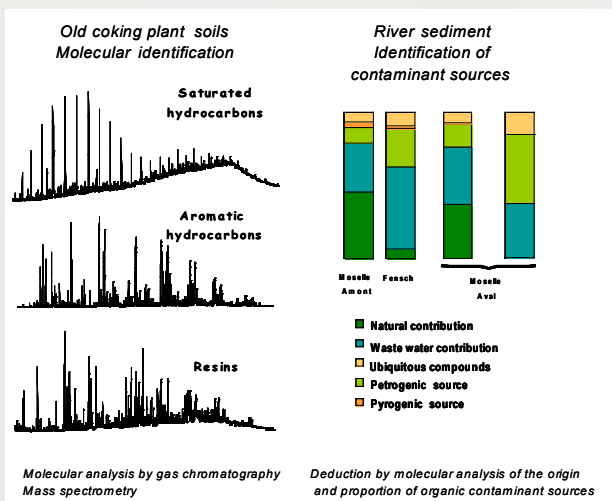 Old coking plant soils
Molecular identification
Saturated
hydrocarbons
Aromatic
hydrocarbons
Resins
Molecular analysis by gas chromatography
Mass spectrometry
River sediment
Identification of
contaminant sources
Moselle
Amont
Fensch
Moselle
Aval
Natural contribution
Waste water contribution
Ubiquitous compounds
Petrogenic source
Pyrogenic source
Deduction by molecular analysis of the origin
and proportion of organic contaminant sources